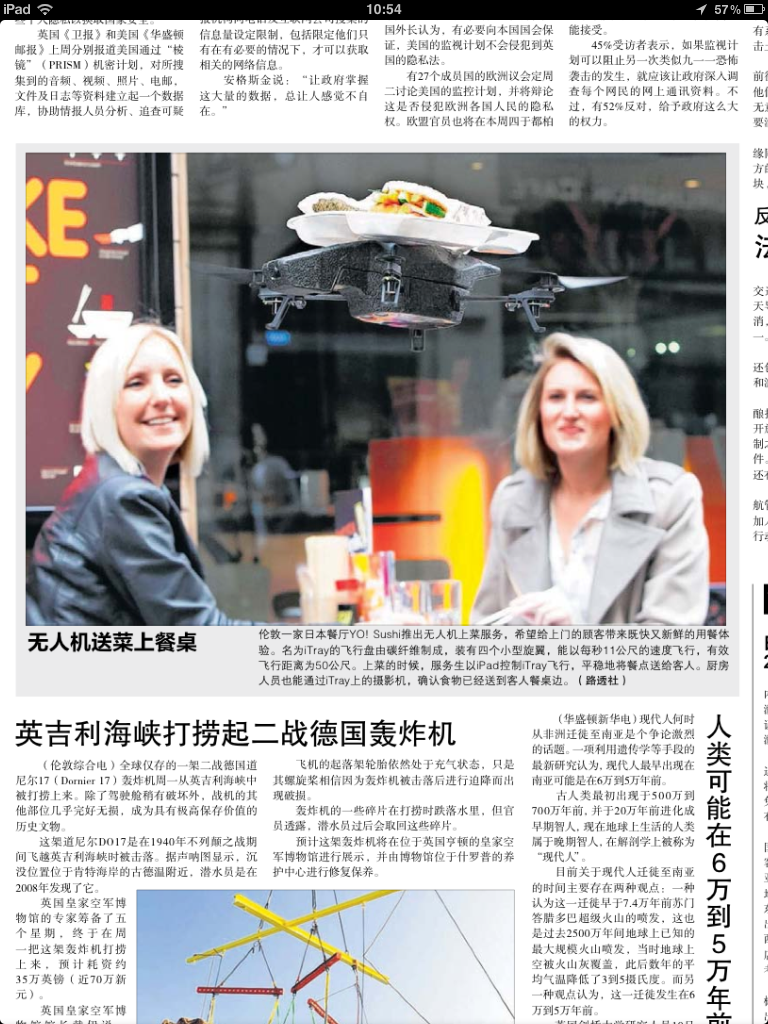 iPad
10:54
57%
英国《卫报》和美国《华盛顿
邮报》上周分别报道美国通过“棱
镜”（PRISM）机密计划，对所搜
集到的音频、视频、照片、电邮，
文件及日志等资料建立起一个数据
库，协助情报人员分析、追查可疑
信息量设定限制，包括限定他们只
有在有必要的情况下，才可以获取
相关的网络信息。
安格斯金说：“让政府掌握
这大量的数据，总让人感觉不自
在。”
国外长认为，有必要向本国国会保
证，美国的监视计划不会侵犯到英
国的隐私法。
有27个成员国的欧洲议会定周
二讨论美国的监控计划，并将辩论
这是否侵犯欧洲各国人民的隐私
权。欧盟官员也将在本周四于都柏
能接受。
45%受访者表示，如果监视计
划可以阻止另一次类似九一一恐怖
袭击的发生，就应该让政府深入调
查每个网民的网上通讯资料。不
过，有52%反对，给予政府这么大
的权力。
KE
无人机送菜上餐桌
伦敦一家日本餐厅YO! Sushi推出无人机上菜服务，希望给上门的顾客带来既快又新鲜的用餐体
验。名为iTray的飞行盘由碳纤维制成，装有四个小型旋翼，能以每秒11公尺的速度飞行，有效
飞行距离为50公尺。上菜的时候，服务生以iPad控制iTray飞行，平稳地将餐点送给客人。厨房
人员也能通过iTray上的摄影机，确认食物已经送到客人餐桌边。（路透社）
英吉利海峡打捞起二战德国轰炸机
（伦敦综合电）全球仅存的一架二战德国道
尼尔17（Dornier 17）轰炸机周一从英吉利海峡中
被打捞上来。除了驾驶舱稍有破坏外，战机的其
他部位几乎完好无损，成为具有极高保存价值的
历史文物。
这架道尼尔DO17是在1940年不列颠之战期
间飞越英吉利海峡时被击落。据声呐图显示，沉
没位置位于肯特海岸的古德温附近，潜水员是在
2008年发现了它。
英国皇家空军博
物馆的专家筹备了五
个星期，终于在周
一把这架轰炸机打捞
上来，预计耗资约
35万英镑（近70万新
元）。
英国皇家空军博
飞机的起落架轮胎依然处于充气状态，只是
其螺旋桨相信因为轰炸机被击落后进行迫降而出
现破损。
轰炸机的一些碎片在打捞时跌落水里，但官
员透露，潜水员过后会取回这些碎片。
预计这架轰炸机将在位于英国亨顿的皇家空
军博物馆进行展示，并由博物馆位于什罗普的养
护中心进行修复保养。
人类可能在6万到5万年前
（华盛顿新华电）现代人何时
从非洲迁徙至南亚是个争论激烈
的话题。一项利用遗传学等手段的
最新研究认为，现代人最早出现在
南亚可能是在6万到5万年前。
古人类最初出现于500万到
700万年前，并于20万年前进化成
早期智人，现在地球上生活的人类
属于晚期智人，在解剖学上被称为
“现代人”。
目前关于现代人迁徙至南亚
的时间主要存在两种观点：一种
认为这一迁徙早于7.4万年前苏门
答腊多巴超级火山的喷发，这也
是过去2500万年间地球上已知的
最大规模火山喷发，当时地球上
空被火山灰覆盖，此后数年的平
均气温降低了3到5摄氏度。而另
一种观点认为，这一迁徙发生在6
万到5万年前。